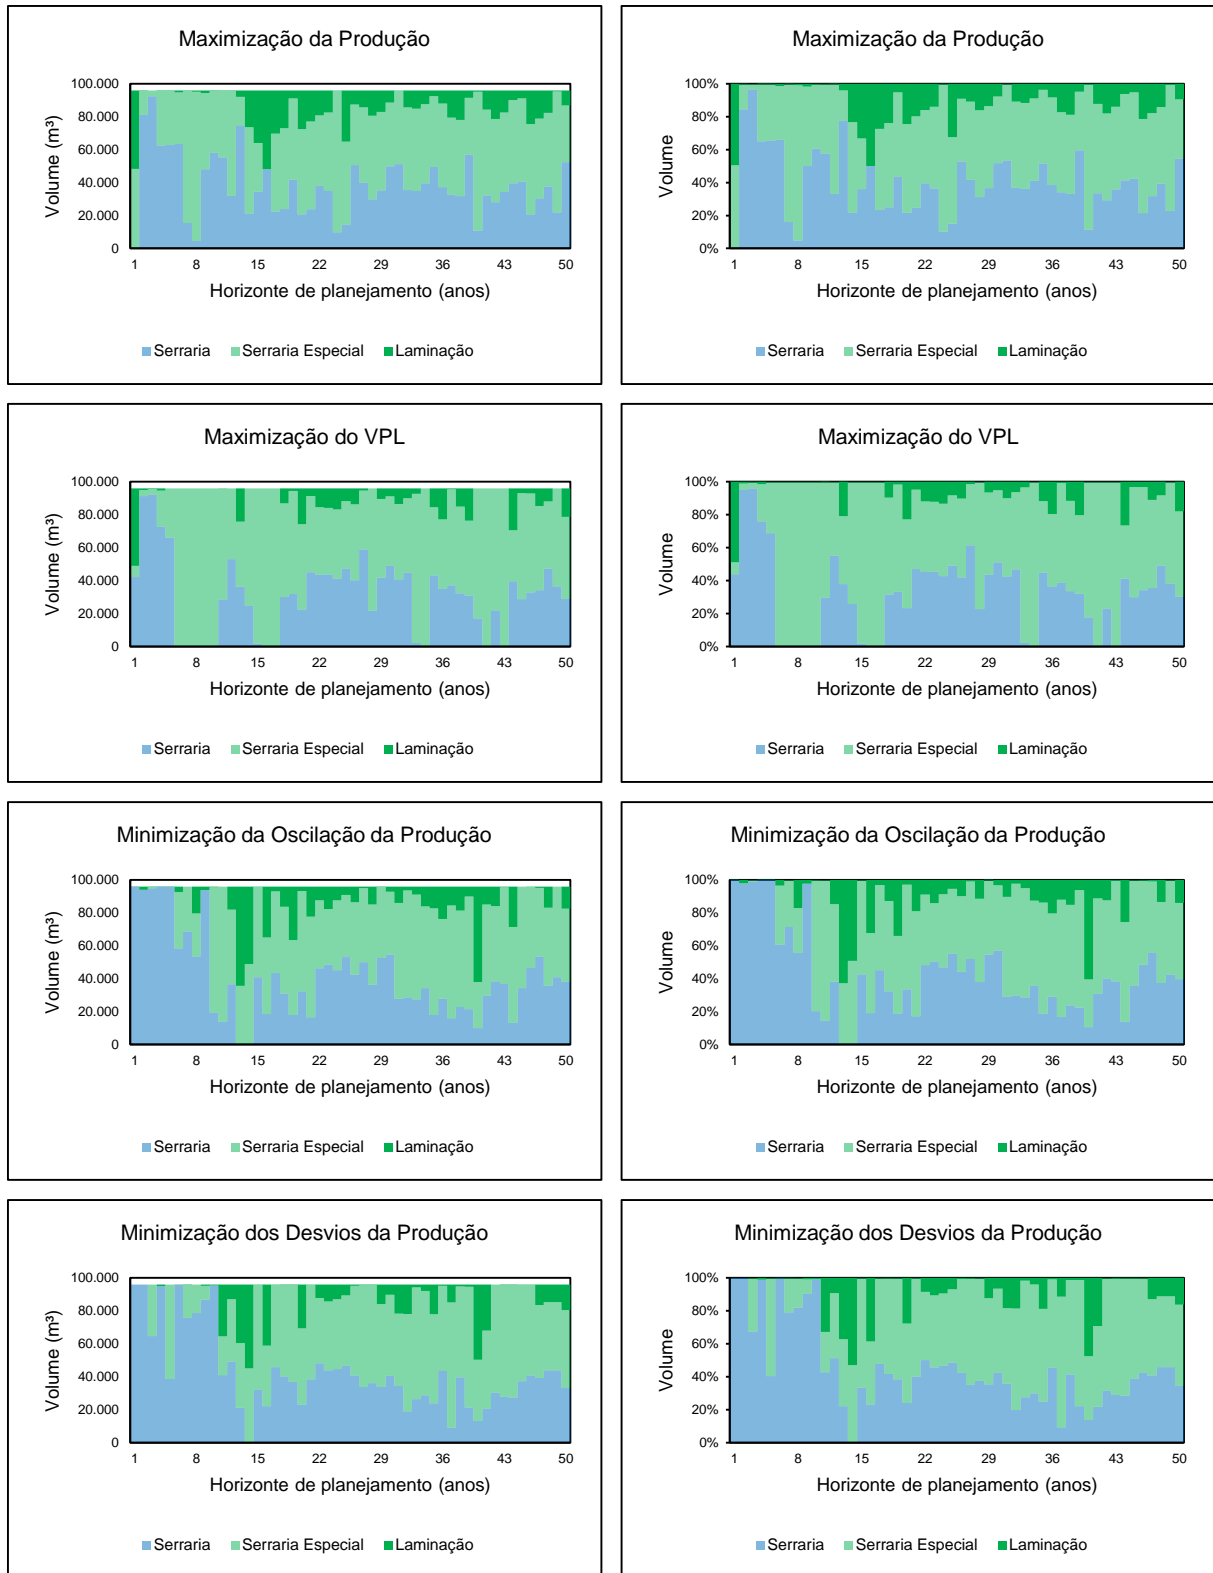 Maximização da Produção
100.000
80.000
60.000
40.000
20.000
0
Volume (m³)
1 8 15 22 29 36 43 50
Horizonte de planejamento (anos)
Serraria Serraria Especial Laminação
Maximização da Produção
100%
80%
60%
40%
20%
0%
Volume
1 8 15 22 29 36 43 50
Horizonte de planejamento (anos)
Serraria Serraria Especial Laminação
Maximização do VPL
100.000
80.000
60.000
40.000
20.000
0
Volume (m³)
1 8 15 22 29 36 43 50
Horizonte de planejamento (anos)
Serraria Serraria Especial Laminação
Maximização do VPL
100%
80%
60%
40%
20%
0%
Volume
1 8 15 22 29 36 43 50
Horizonte de planejamento (anos)
Serraria Serraria Especial Laminação
Minimização da Oscilação da Produção
100.000
80.000
60.000
40.000
20.000
0
Volume (m³)
1 8 15 22 29 36 43 50
Horizonte de planejamento (anos)
Serraria Serraria Especial Laminação
Minimização da Oscilação da Produção
100%
80%
60%
40%
20%
0%
Volume
1 8 15 22 29 36 43 50
Horizonte de planejamento (anos)
Serraria Serraria Especial Laminação
Minimização dos Desvios da Produção
100.000
80.000
60.000
40.000
20.000
0
Volume (m³)
1 8 15 22 29 36 43 50
Horizonte de planejamento (anos)
Serraria Serraria Especial Laminação
Minimização dos Desvios da Produção
100%
80%
60%
40%
20%
0%
Volume
1 8 15 22 29 36 43 50
Horizonte de planejamento (anos)
Serraria Serraria Especial Laminação